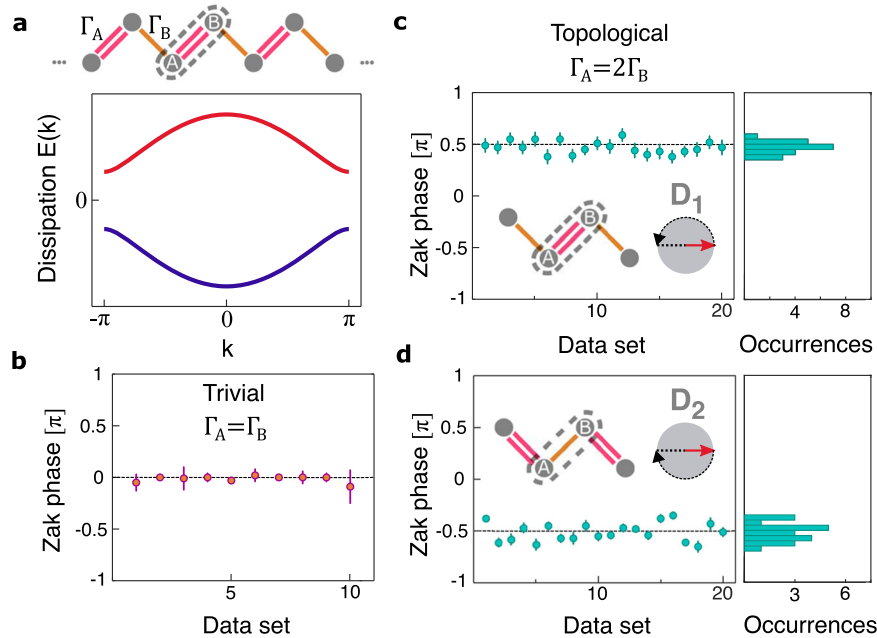 a
Γ_A Γ_B
A B
... ...
Dissipation E(k)
0
-π 0 π
k
b
Trivial
Γ_A=Γ_B
Zak phase [π]
1
0.5
0
-0.5
-1
5 10
Data set
c
Topological
Γ_A=2Γ_B
Zak phase [π]
1
0.5
0
-0.5
-1
A B
D_1
10 20
Data set
4 8
Occurrences
d
Zak phase [π]
1
0.5
0
-0.5
-1
A B
D_2
10 20
Data set
3 6
Occurrences